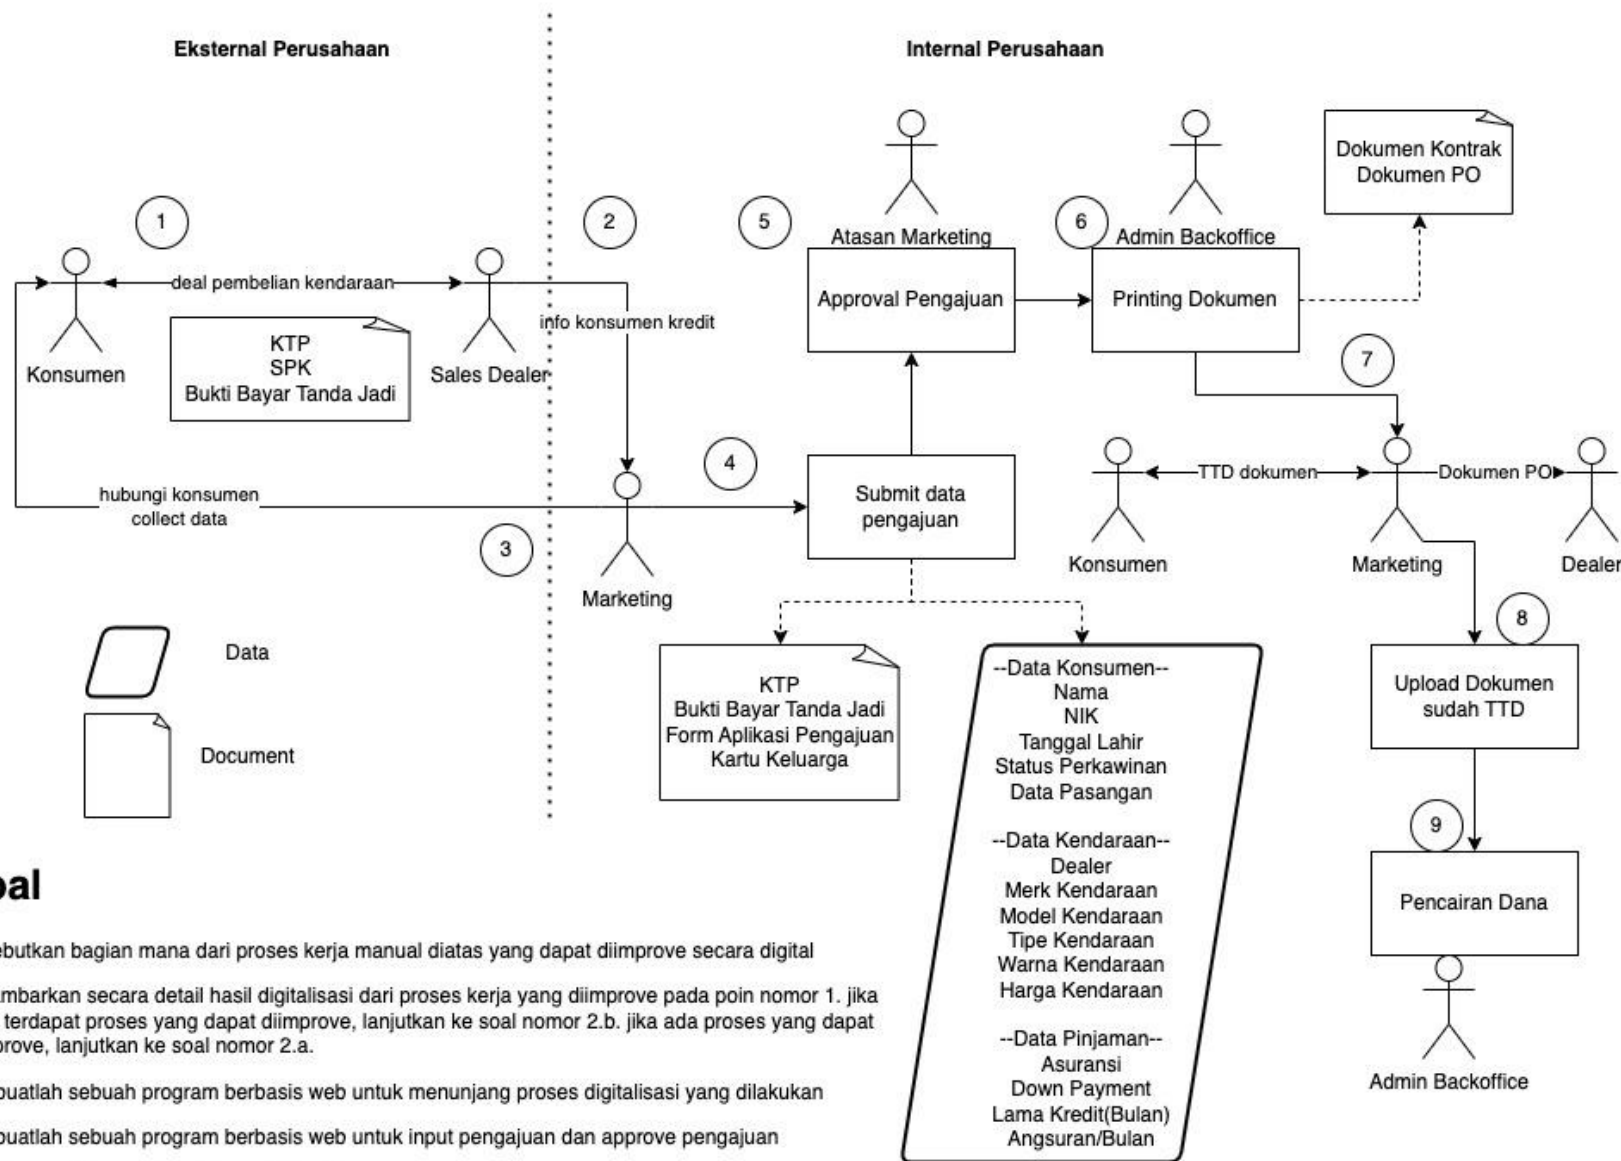 Eksternal Perusahaan
Internal Perusahaan
1
2
5
6
Atasan Marketing
Admin Backoffice
Dokumen Kontrak
Dokumen PO
Konsumen
deal pembelian kendaraan
Sales Dealer
KTP
SPK
Bukti Bayar Tanda Jadi
info konsumen kredit
Approval Pengajuan
Printing Dokumen
7
hubungi konsumen
collect data
3
4
Marketing
Submit data
pengajuan
Konsumen
TTD dokumen
Marketing
Dokumen PO
Dealer
8
Upload Dokumen
sudah TTD
9
Pencairan Dana
Admin Backoffice
Data
Document
KTP
Bukti Bayar Tanda Jadi
Form Aplikasi Pengajuan
Kartu Keluarga
--Data Konsumen--
Nama
NIK
Tanggal Lahir
Status Perkawinan
Data Pasangan
--Data Kendaraan--
Dealer
Merk Kendaraan
Model Kendaraan
Tipe Kendaraan
Warna Kendaraan
Harga Kendaraan
--Data Pinjaman--
Asuransi
Down Payment
Lama Kredit(Bulan)
Angsuran/Bulan
oal
ebutkan bagian mana dari proses kerja manual diatas yang dapat diimprove secara digital
ambarkan secara detail hasil digitalisasi dari proses kerja yang diimprove pada poin nomor 1. jika
terdapat proses yang dapat diimprove, lanjutkan ke soal nomor 2.b. jika ada proses yang dapat
prove, lanjutkan ke soal nomor 2.a.
buatlah sebuah program berbasis web untuk menunjang proses digitalisasi yang dilakukan
buatlah sebuah program berbasis web untuk input pengajuan dan approve pengajuan